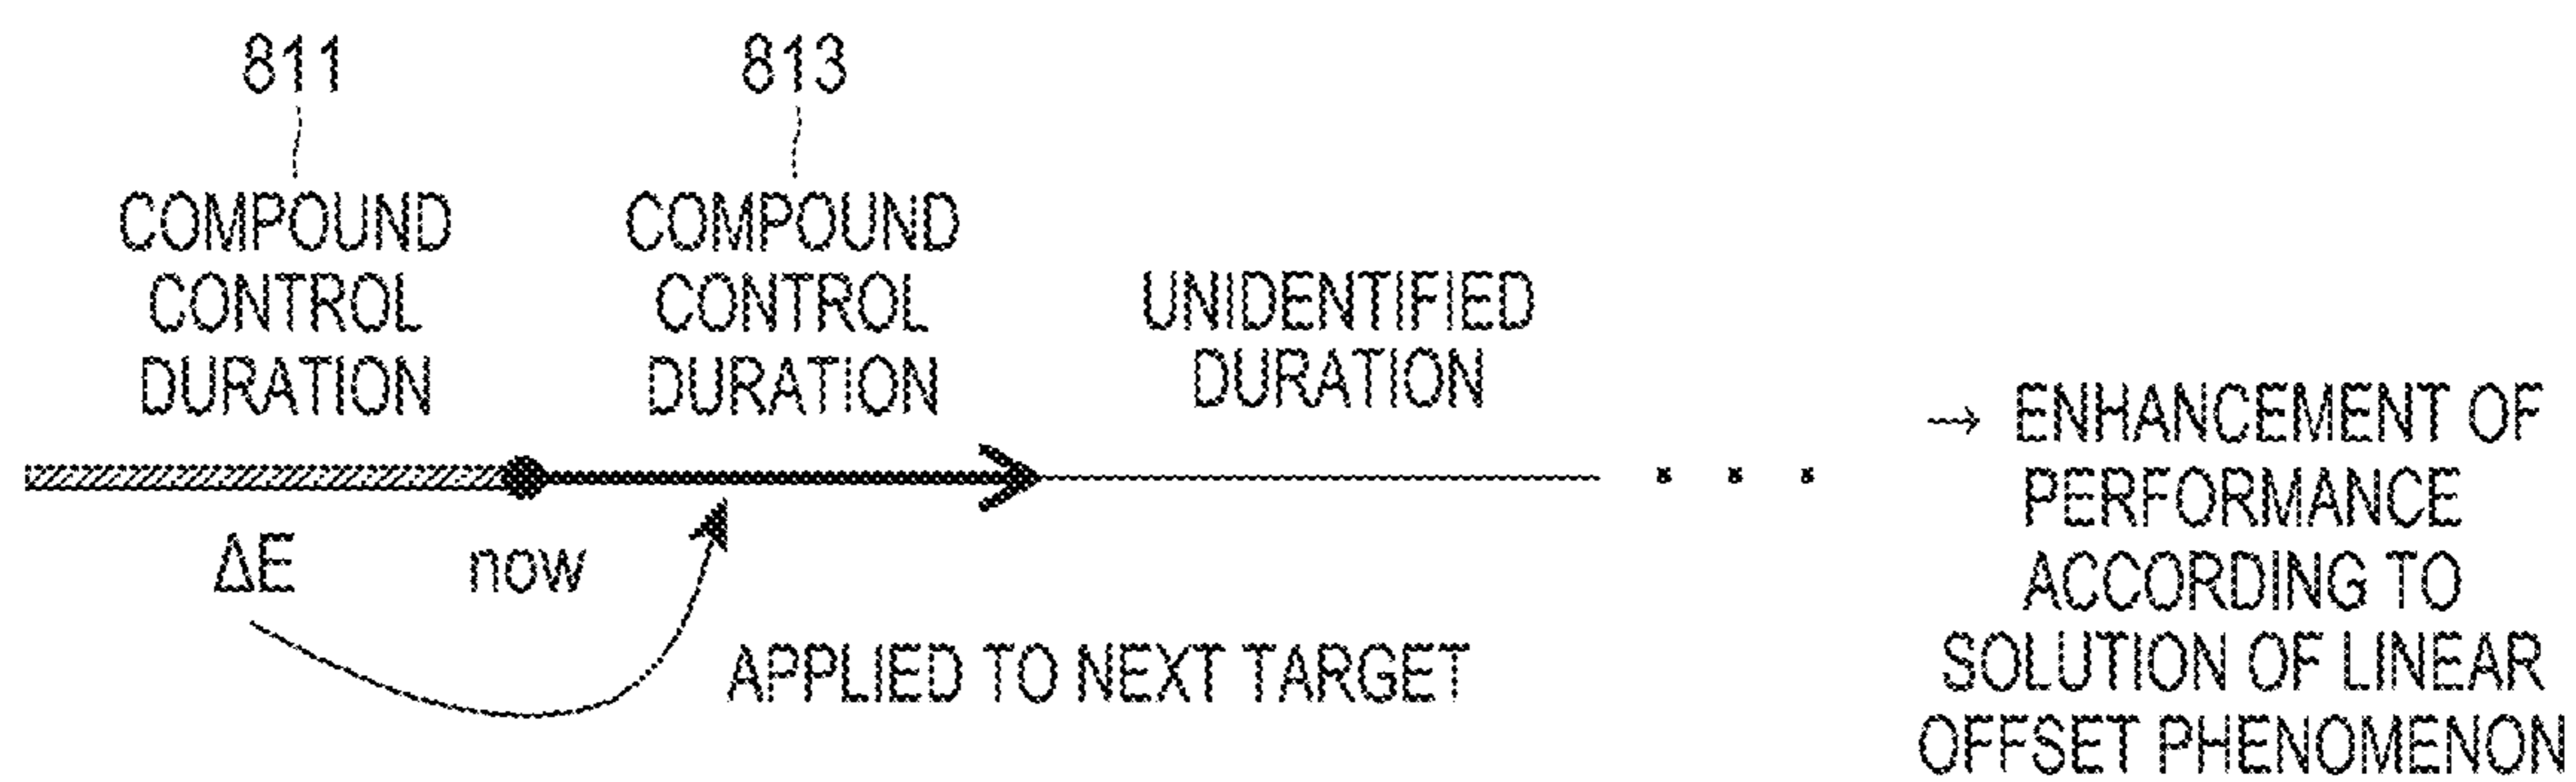 811
813
COMPOUND
CONTROL
DURATION
COMPOUND
CONTROL
DURATION
UNIDENTIFIED
DURATION
ΔE
now
APPLIED TO NEXT TARGET
. . .
→ ENHANCEMENT OF
PERFORMANCE
ACCORDING TO
SOLUTION OF LINEAR
OFFSET PHENOMENON